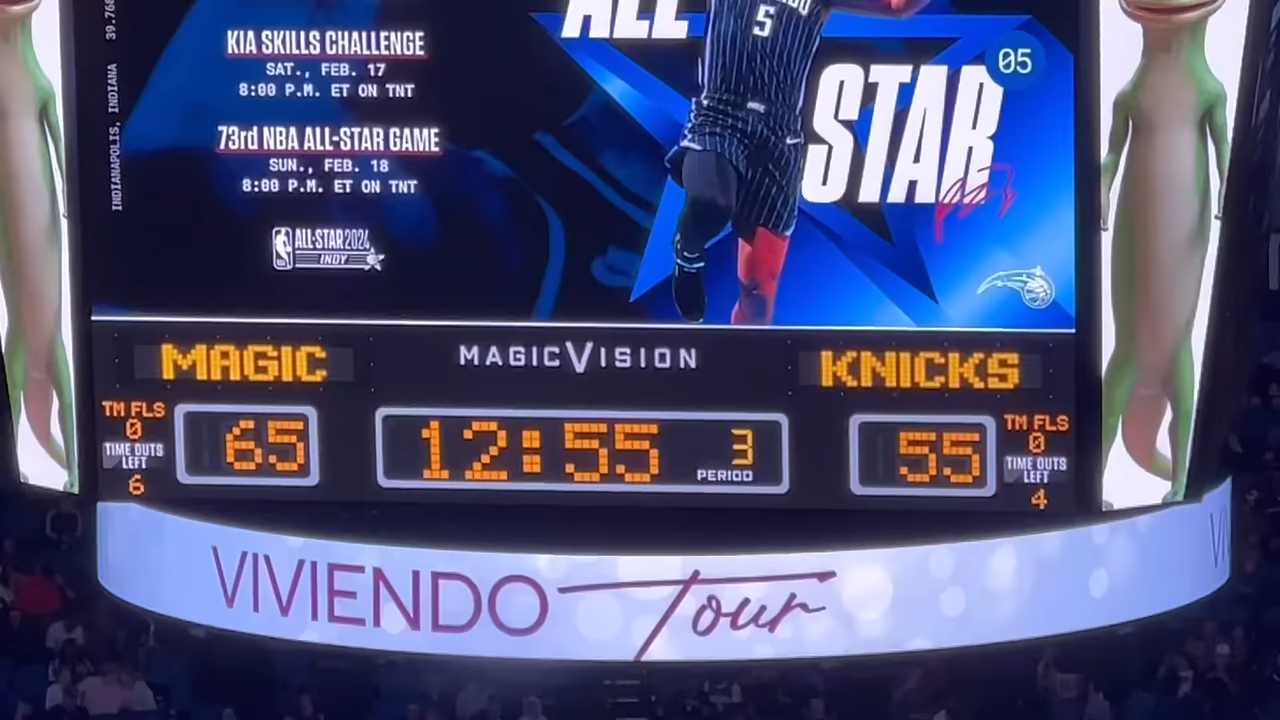 INDIANAPOLIS, INDIANA 39.768
KIA SKILLS CHALLENGE
SAT., FEB. 17
8:00 P.M. ET ON TNT
73rd NBA ALL-STAR GAME
SUN., FEB. 18
8:00 P.M. ET ON TNT
ALL-STAR 2024
INDY
ALL
STAR
5
05
MAGIC
MAGICVISION
KNICKS
TM FLS
0
TIME OUTS
LEFT
6
65
12:55
3
PERIOD
55
TM FLS
0
TIME OUTS
LEFT
4
VIVIENDO Tour